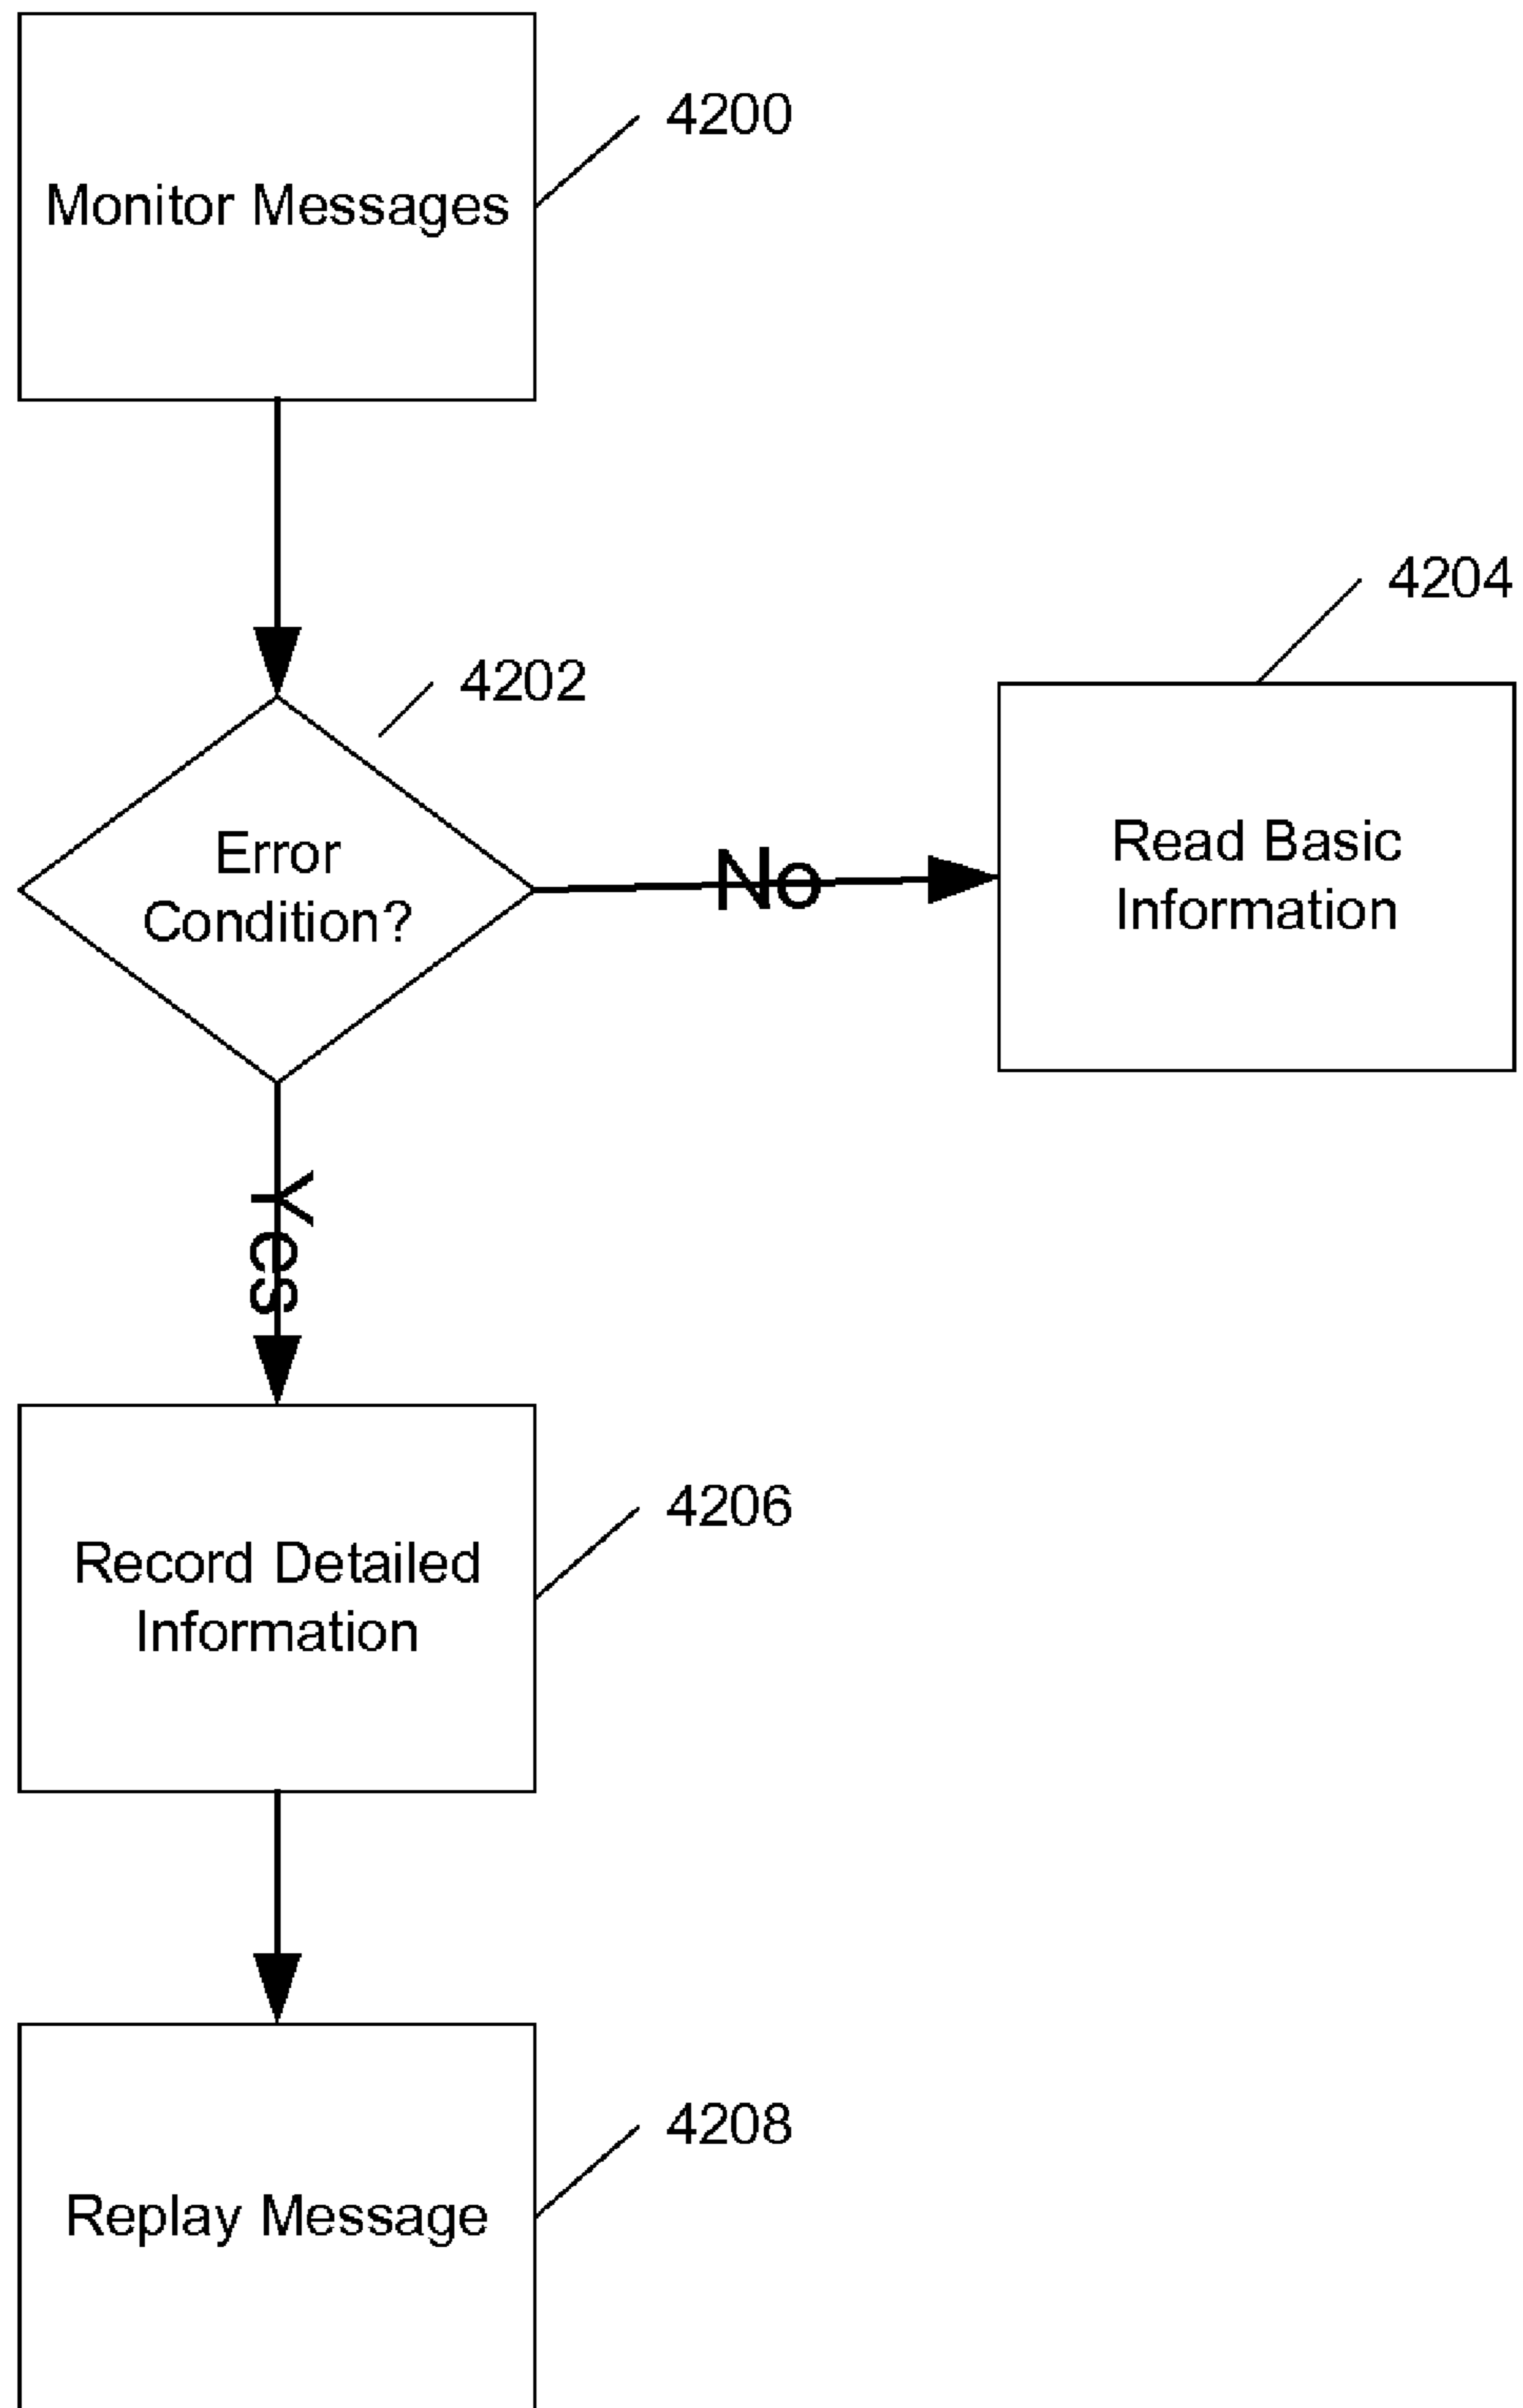 4200
Monitor Messages
4204
4202
Error
Condition?
No
Read Basic
Information
Yes
4206
Record Detailed
Information
4208
Replay Message